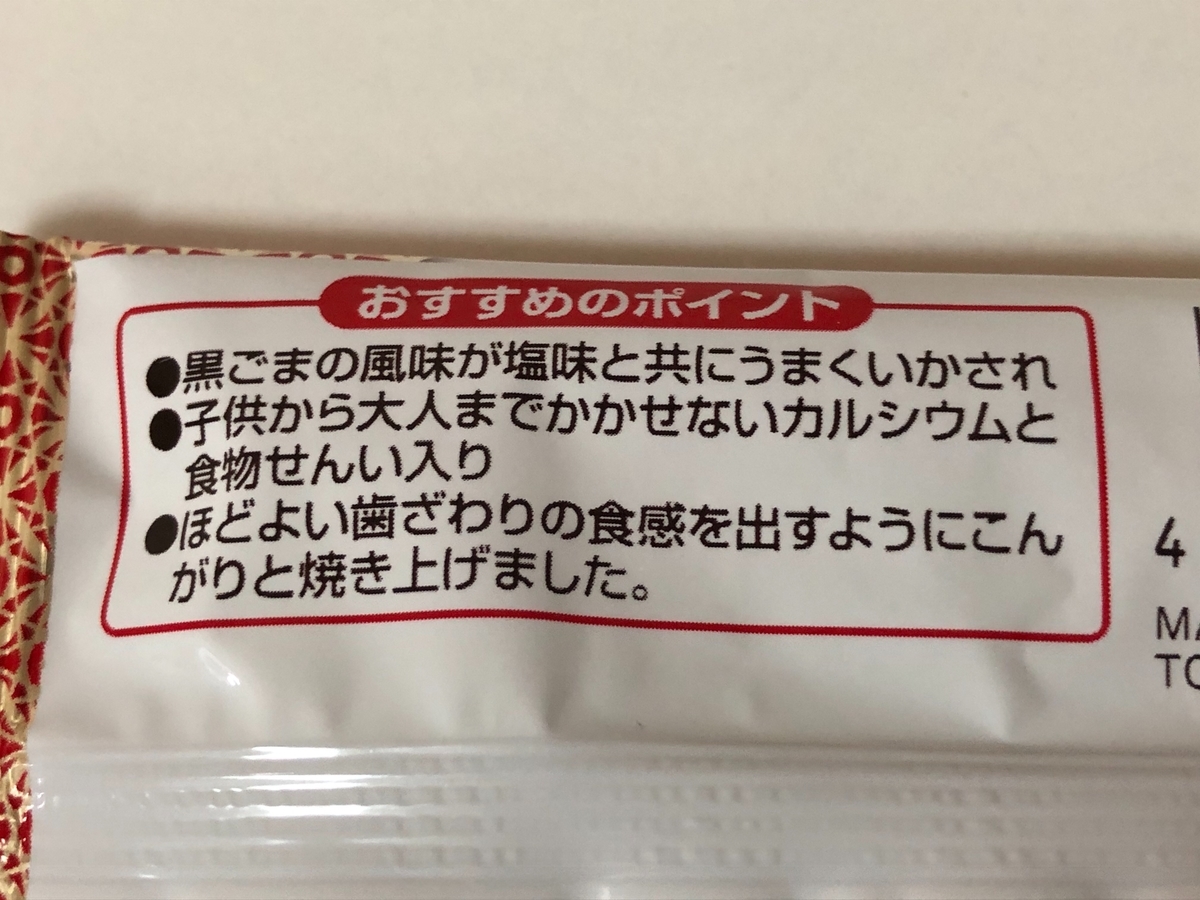 おすすめのポイント
●黒ごまの風味が塩味と共にうまくいかされ
●子供から大人までかかせないカルシウムと
食物せんい入り
●ほどよい歯ざわりの食感を出すようにこん
がりと焼き上げました。
4
MA
TO